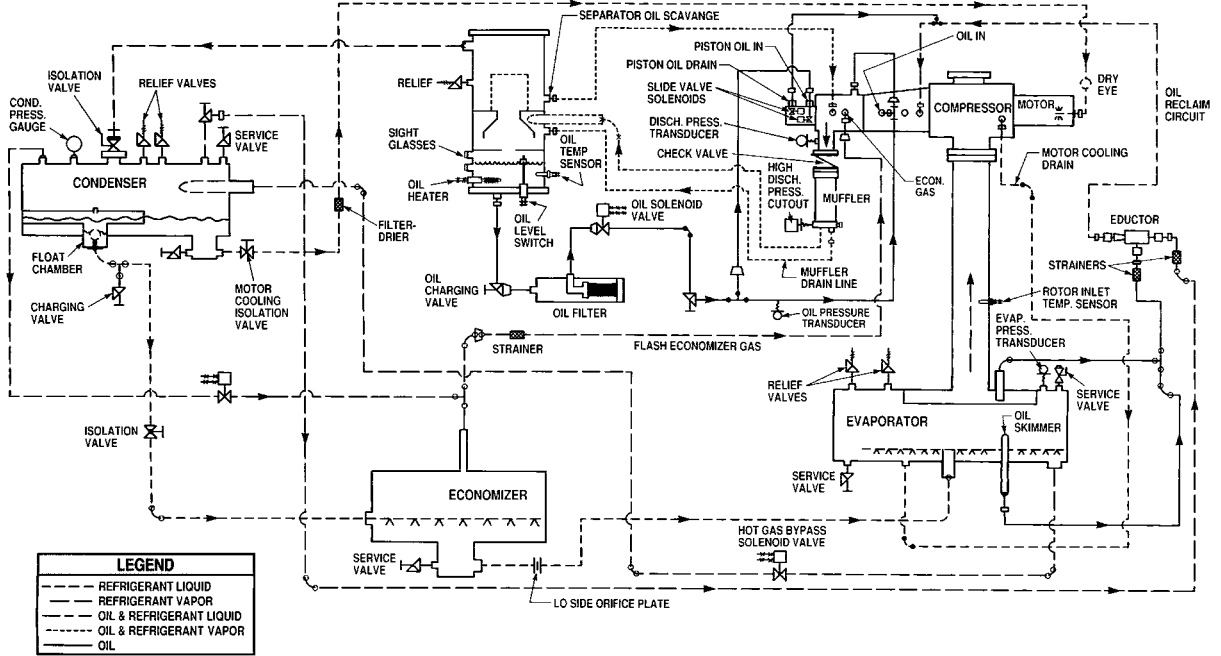 SEPARATOR OIL SCAVANGE
ISOLATION
VALVE
RELIEF VALVES
COND.
PRESS.
GAUGE
SERVICE
VALVE
CONDENSER
RELIEF
SIGHT
GLASSES
OIL
TEMP
SENSOR
OIL
HEATER
OIL
LEVEL
SWITCH
PISTON OIL IN
PISTON OIL DRAIN
SLIDE VALVE
SOLENOIDS
DISCH. PRESS.
TRANSDUCER
CHECK VALVE
HIGH
DISCH.
PRESS.
CUTOUT
MUFFLER
OIL IN
COMPRESSOR
MOTOR
DRY
EYE
OIL
RECLAIM
CIRCUIT
ECON.
GAS
MOTOR COOLING
DRAIN
FLOAT
CHAMBER
CHARGING
VALVE
MOTOR
COOLING
ISOLATION
VALVE
FILTER-
DRIER
OIL SOLENOID
VALVE
OIL
CHARGING
VALVE
OIL FILTER
MUFFLER
DRAIN LINE
OIL PRESSURE
TRANSDUCER
EDUCTOR
STRAINERS
ROTOR INLET
TEMP. SENSOR
EVAP.
PRESS.
TRANSDUCER
STRAINER
FLASH ECONOMIZER GAS
RELIEF
VALVES
SERVICE
VALVE
EVAPORATOR
OIL
SKIMMER
SERVICE
VALVE
ISOLATION
VALVE
ECONOMIZER
SERVICE
VALVE
LO SIDE ORIFICE PLATE
HOT GAS BYPASS
SOLENOID VALVE
LEGEND
REFRIGERANT LIQUID
REFRIGERANT VAPOR
OIL & REFRIGERANT LIQUID
OIL & REFRIGERANT VAPOR
OIL